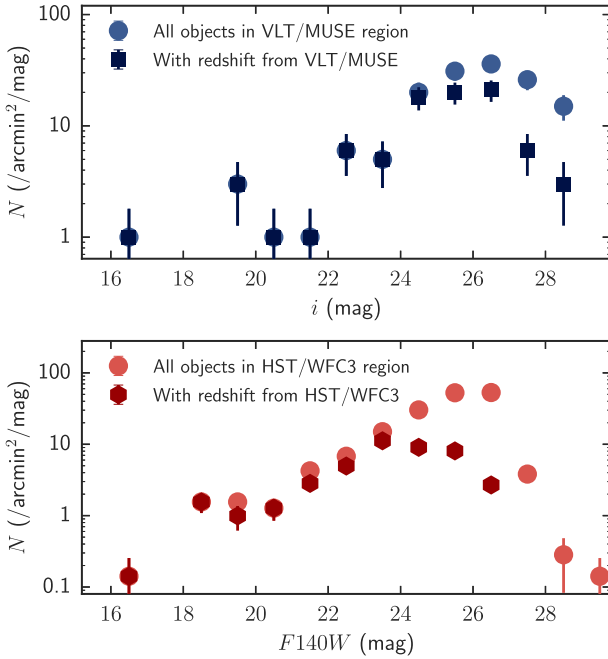 100
10
1
N (/arcmin²/mag)
All objects in VLT/MUSE region
With redshift from VLT/MUSE
16 18 20 22 24 26 28
i (mag)
100
10
1
0.1
N (/arcmin²/mag)
All objects in HST/WFC3 region
With redshift from HST/WFC3
16 18 20 22 24 26 28
F140W (mag)